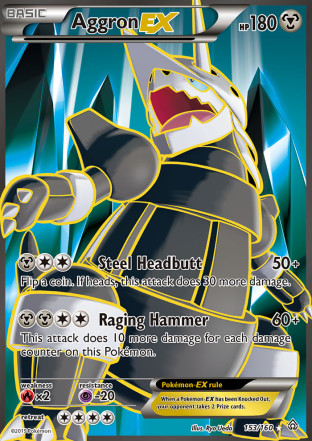 BASIC
Aggron EX
HP180
Steel Headbutt 50+
Flip a coin. If heads, this attack does 30 more damage.
Raging Hammer 60+
This attack does 10 more damage for each damage
counter on this Pokémon.
weakness
×2
resistance
-20
retreat
Pokémon-EX rule
When a Pokémon-EX has been Knocked Out,
your opponent takes 2 Prize cards.
©2015 Pokémon
Illus. Ryo Ueda
153/160